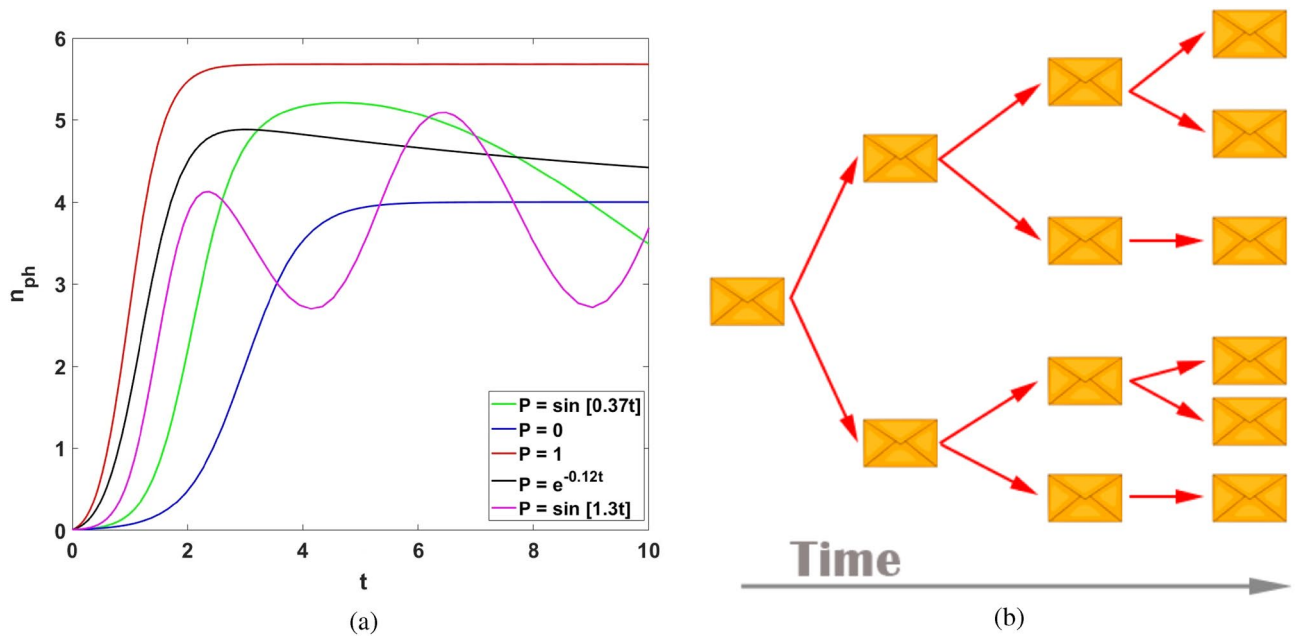 6
5
4
3
2
1
0
n_ph
0 2 4 6 8 10
t
P = sin [0.37t]
P = 0
P = 1
P = e^-0.12t
P = sin [1.3t]
(a)
Time
(b)